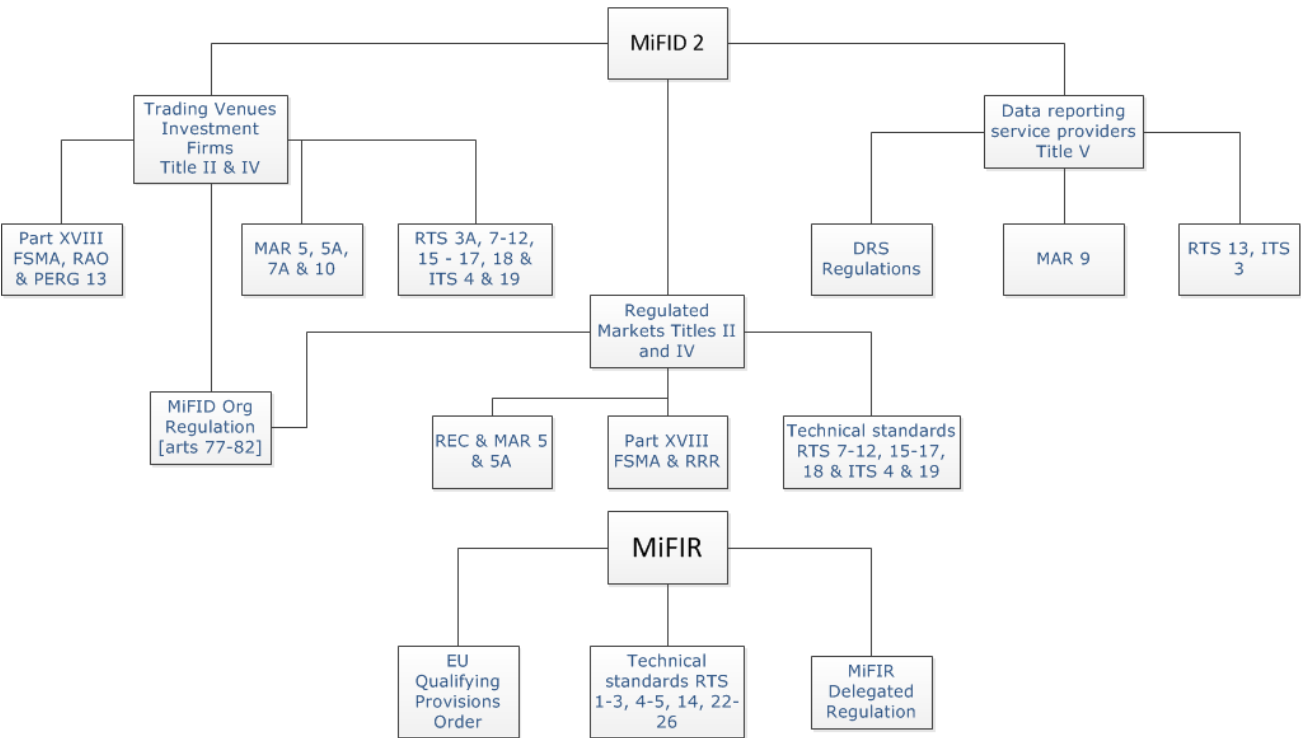 MiFID 2
Trading Venues
Investment
Firms
Title II & IV
Data reporting
service providers
Title V
Part XVIII
FSMA, RAO
& PERG 13
MAR 5, 5A,
7A & 10
RTS 3A, 7-12,
15 - 17, 18 &
ITS 4 & 19
DRS
Regulations
MAR 9
RTS 13, ITS
3
Regulated
Markets Titles II
and IV
MiFID Org
Regulation
[arts 77-82]
REC & MAR 5
& 5A
Part XVIII
FSMA & RRR
Technical standards
RTS 7-12, 15-17,
18 & ITS 4 & 19
MiFIR
EU
Qualifying
Provisions
Order
Technical
standards RTS
1-3, 4-5, 14, 22-
26
MiFIR
Delegated
Regulation